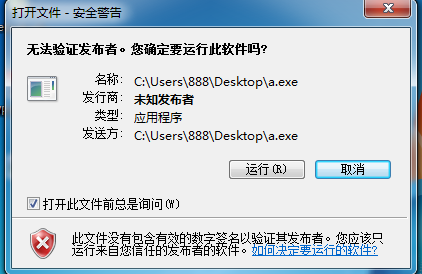 打开文件 - 安全警告
无法验证发布者。您确定要运行此软件吗?
名称: C:\Users\888\Desktop\a.exe
发行商: 未知发布者
类型: 应用程序
发送方: C:\Users\888\Desktop\a.exe
运行(R) 取消
打开此文件前总是询问(W)
此文件没有包含有效的数字签名以验证其发布者。您应该只
运行来自您信任的发布者的软件。如何决定要运行的软件?